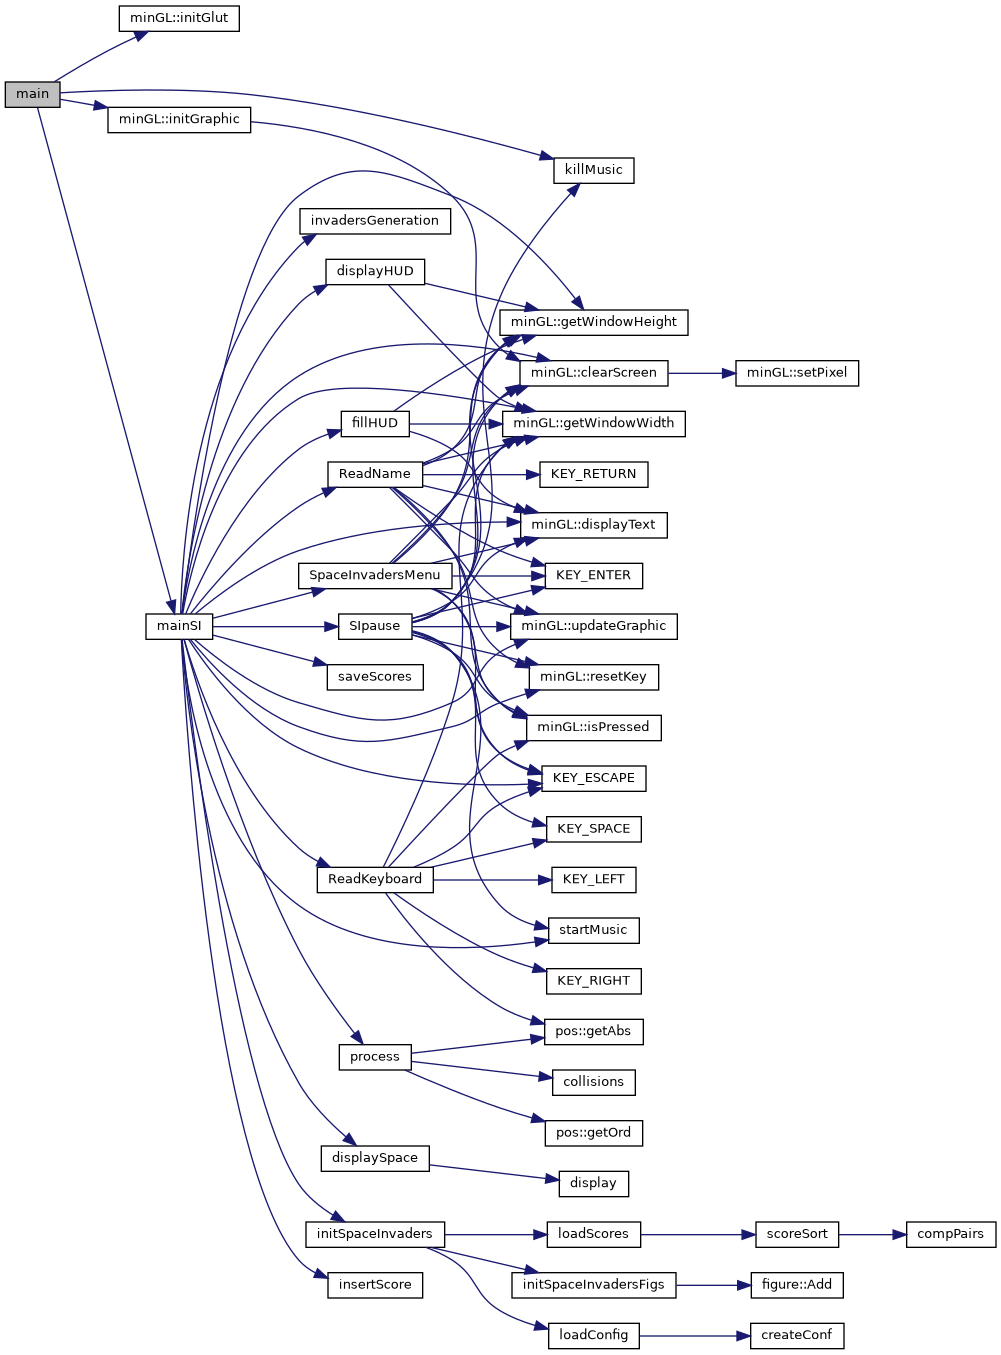 minGL::initGlut
main
minGL::initGraphic
killMusic
invadersGeneration
displayHUD
minGL::getWindowHeight
minGL::clearScreen
minGL::setPixel
fillHUD
minGL::getWindowWidth
ReadName
KEY_RETURN
minGL::displayText
SpaceInvadersMenu
KEY_ENTER
mainSI
SIpause
minGL::updateGraphic
saveScores
minGL::resetKey
minGL::isPressed
KEY_ESCAPE
KEY_SPACE
ReadKeyboard
KEY_LEFT
startMusic
KEY_RIGHT
pos::getAbs
process
collisions
pos::getOrd
displaySpace
display
initSpaceInvaders
loadScores
scoreSort
compPairs
insertScore
initSpaceInvadersFigs
figure::Add
loadConfig
createConf